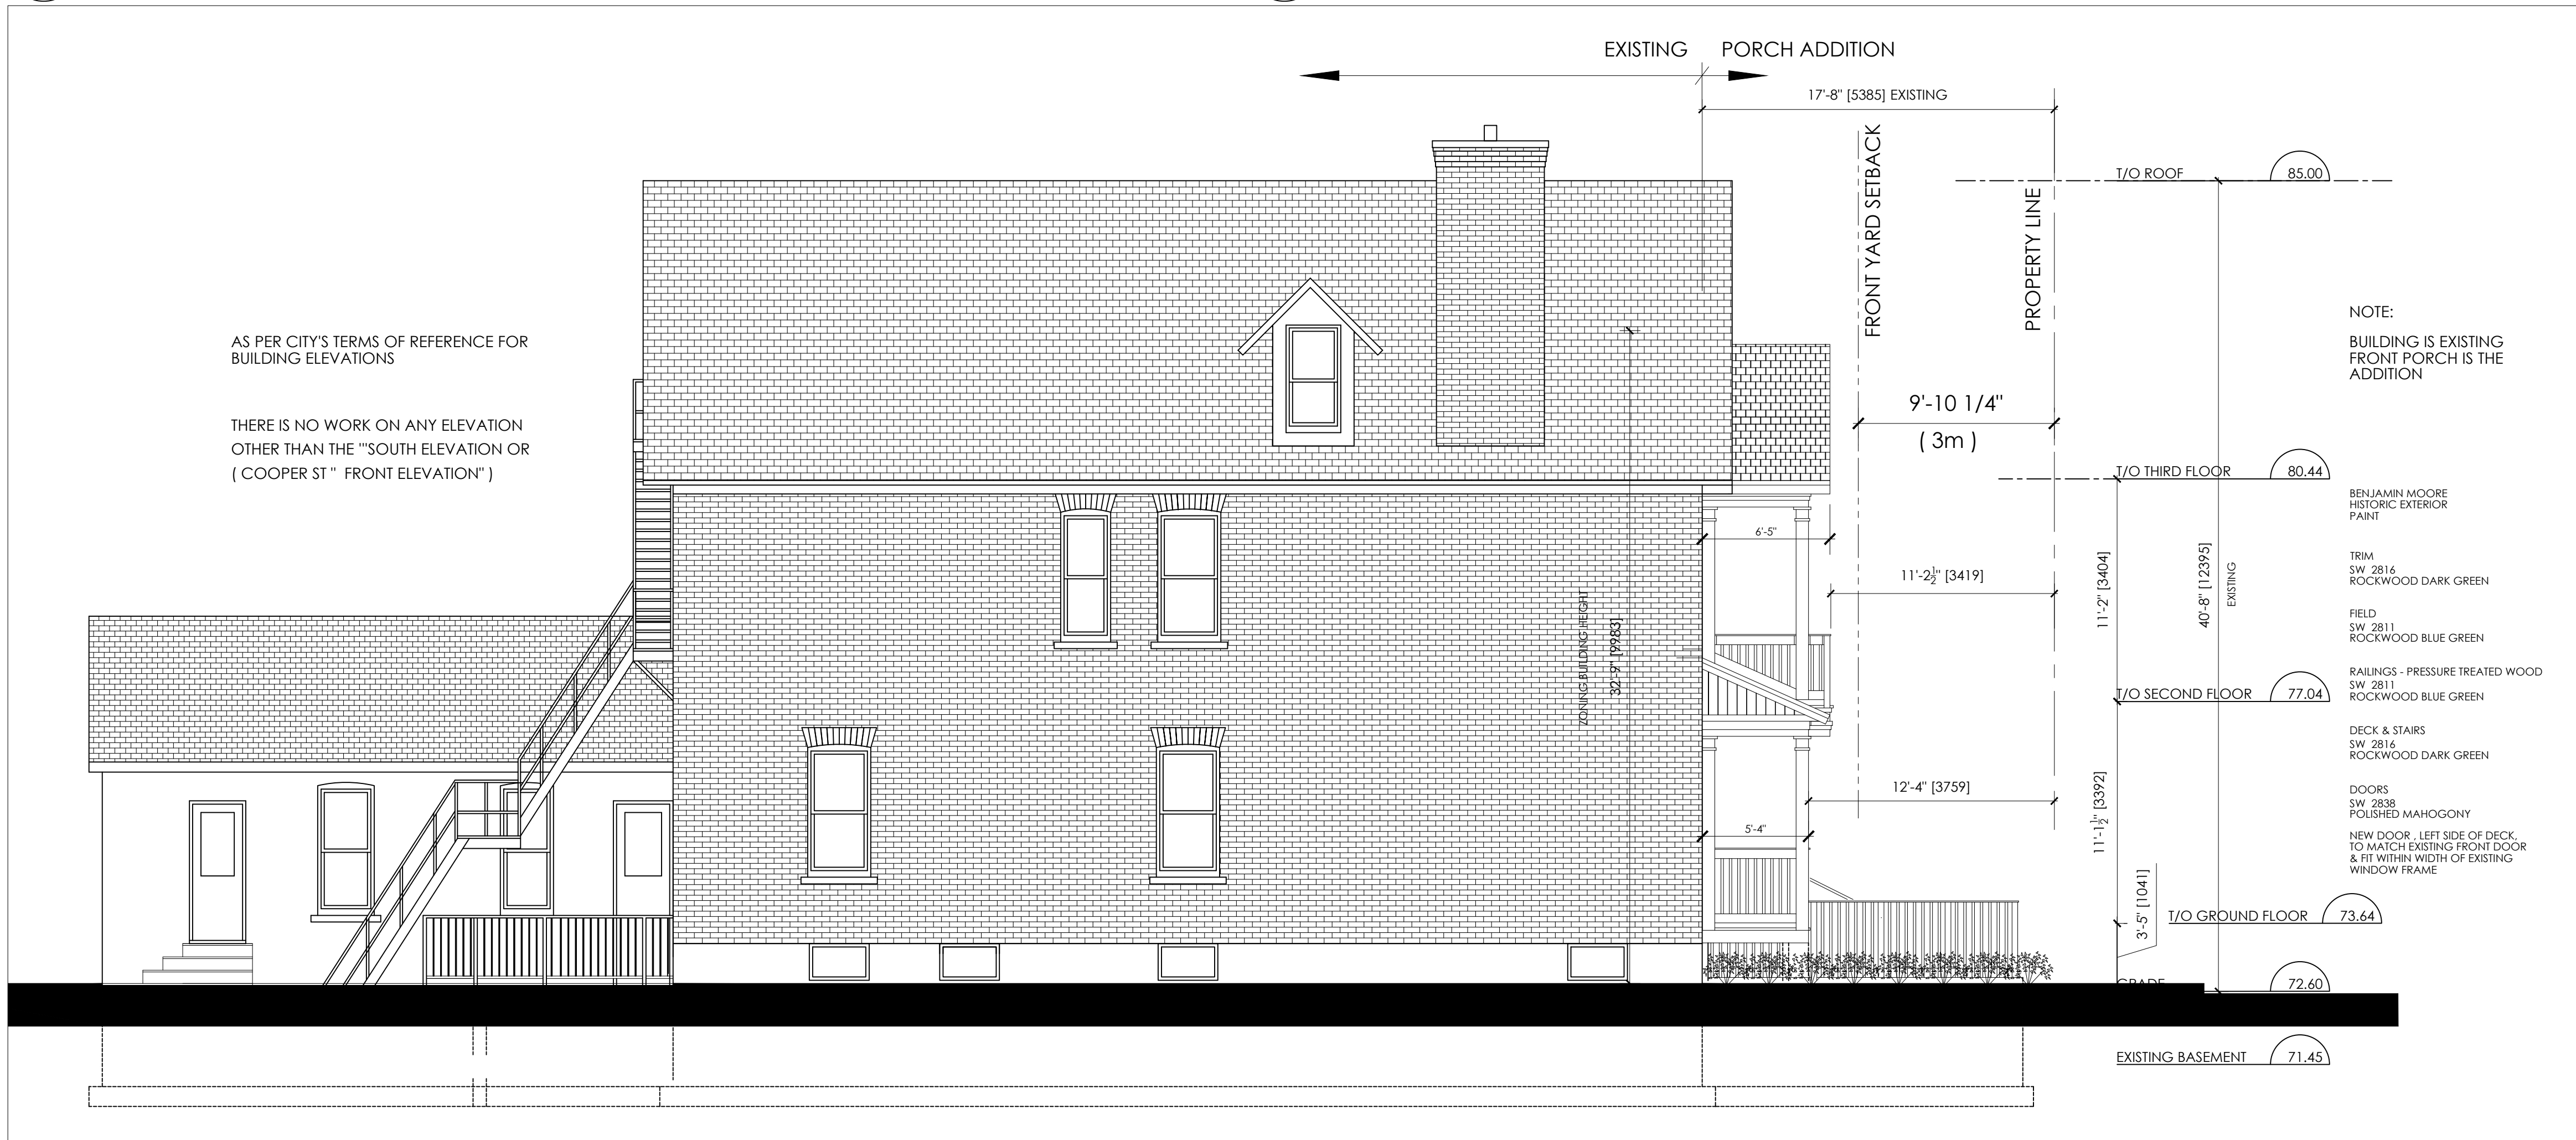 EXISTING PORCH ADDITION
17'-8" [5385] EXISTING
FRONT YARD SETBACK
PROPERTY LINE
T/O ROOF 85.00
NOTE:
BUILDING IS EXISTING
FRONT PORCH IS THE
ADDITION
AS PER CITY'S TERMS OF REFERENCE FOR
BUILDING ELEVATIONS
THERE IS NO WORK ON ANY ELEVATION
OTHER THAN THE '"SOUTH ELEVATION OR
( COOPER ST " FRONT ELEVATION" )
9'-10 1/4"
( 3m )
T/O THIRD FLOOR 80.44
BENJAMIN MOORE
HISTORIC EXTERIOR
PAINT
6'-5"
11'-2½" [3419]
11'-2" [3404]
40'-8" [12395]
EXISTING
TRIM
SW 2816
ROCKWOOD DARK GREEN
FIELD
SW 2811
ROCKWOOD BLUE GREEN
ZONING BUILDING HEIGHT
32'-9" [9983]
RAILINGS - PRESSURE TREATED WOOD
SW 2811
ROCKWOOD BLUE GREEN
T/O SECOND FLOOR 77.04
DECK & STAIRS
SW 2816
ROCKWOOD DARK GREEN
12'-4" [3759]
5'-4"
11'-1½" [3392]
DOORS
SW 2838
POLISHED MAHOGONY
NEW DOOR , LEFT SIDE OF DECK,
TO MATCH EXISTING FRONT DOOR
& FIT WITHIN WIDTH OF EXISTING
WINDOW FRAME
3'-5" [1041]
T/O GROUND FLOOR 73.64
GRADE 72.60
EXISTING BASEMENT 71.45